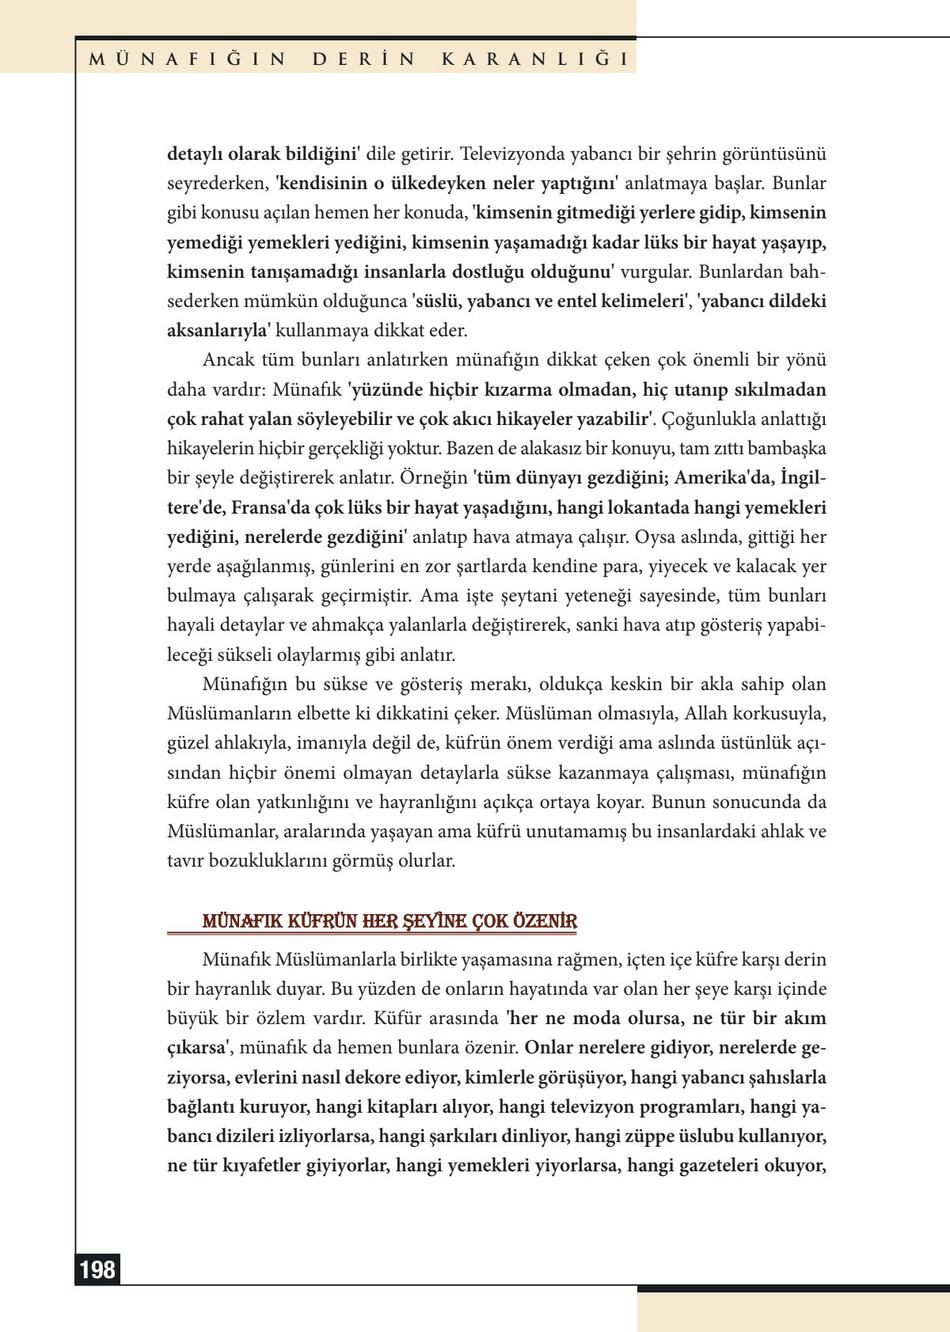 MÜNAFIĞIN DERİN KARANLIĞI
detaylı olarak bildiğini' dile getirir. Televizyonda yabancı bir şehrin görüntüsünü
seyrederken, 'kendisinin o ülkedeyken neler yaptığını' anlatmaya başlar. Bunlar
gibi konusu açılan hemen her konuda, 'kimsenin gitmediği yerlere gidip, kimsenin
yemediği yemekleri yediğini, kimsenin yaşamadığı kadar lüks bir hayat yaşayıp,
kimsenin tanışamadığı insanlarla dostluğu olduğunu' vurgular. Bunlardan bah-
sederken mümkün olduğunca 'süslü, yabancı ve entel kelimeleri', 'yabancı dildeki
aksanlarıyla' kullanmaya dikkat eder.
Ancak tüm bunları anlatırken münafığın dikkat çeken çok önemli bir yönü
daha vardır: Münafık 'yüzünde hiçbir kızarma olmadan, hiç utanıp sıkılmadan
çok rahat yalan söyleyebilir ve çok akıcı hikayeler yazabilir'. Çoğunlukla anlattığı
hikayelerin hiçbir gerçekliği yoktur. Bazen de alakasız bir konuyu, tam zıttı bambaşka
bir şeyle değiştirerek anlatır. Örneğin 'tüm dünyayı gezdiğini; Amerika'da, İngil-
tere'de, Fransa'da çok lüks bir hayat yaşadığını, hangi lokantada hangi yemekleri
yediğini, nerelerde gezdiğini' anlatıp hava atmaya çalışır. Oysa aslında, gittiği her
yerde aşağılanmış, günlerini en zor şartlarda kendine para, yiyecek ve kalacak yer
bulmaya çalışarak geçirmiştir. Ama işte şeytani yeteneği sayesinde, tüm bunları
hayali detaylar ve ahmakça yalanlarla değiştirerek, sanki hava atıp gösteriş yapabi-
leceği sükseli olaylarmış gibi anlatır.
Münafığın bu sükse ve gösteriş merakı, oldukça keskin bir akla sahip olan
Müslümanların elbette ki dikkatini çeker. Müslüman olmasıyla, Allah korkusuyla,
güzel ahlakıyla, imanıyla değil de, küfrün önem verdiği ama aslında üstünlük açı-
sından hiçbir önemi olmayan detaylarla sükse kazanmaya çalışması, münafığın
küfre olan yatkınlığını ve hayranlığını açıkça ortaya koyar. Bunun sonucunda da
Müslümanlar, aralarında yaşayan ama küfrü unutamamış bu insanlardaki ahlak ve
tavır bozukluklarını görmüş olurlar.
MÜNAFIK KÜFRÜN HER ŞEYİNE ÇOK ÖZENİR
Münafık Müslümanlarla birlikte yaşamasına rağmen, içten içe küfre karşı derin
bir hayranlık duyar. Bu yüzden de onların hayatında var olan her şeye karşı içinde
büyük bir özlem vardır. Küfür arasında 'her ne moda olursa, ne tür bir akım
çıkarsa', münafık da hemen bunlara özenir. Onlar nerelere gidiyor, nerelerde ge-
ziyorsa, evlerini nasıl dekore ediyor, kimlerle görüşüyor, hangi yabancı şahıslarla
bağlantı kuruyor, hangi kitapları alıyor, hangi televizyon programları, hangi ya-
bancı dizileri izliyorlarsa, hangi şarkıları dinliyor, hangi züppe üslubu kullanıyor,
ne tür kıyafetler giyiyorlar, hangi yemekleri yiyorlarsa, hangi gazeteleri okuyor,
198